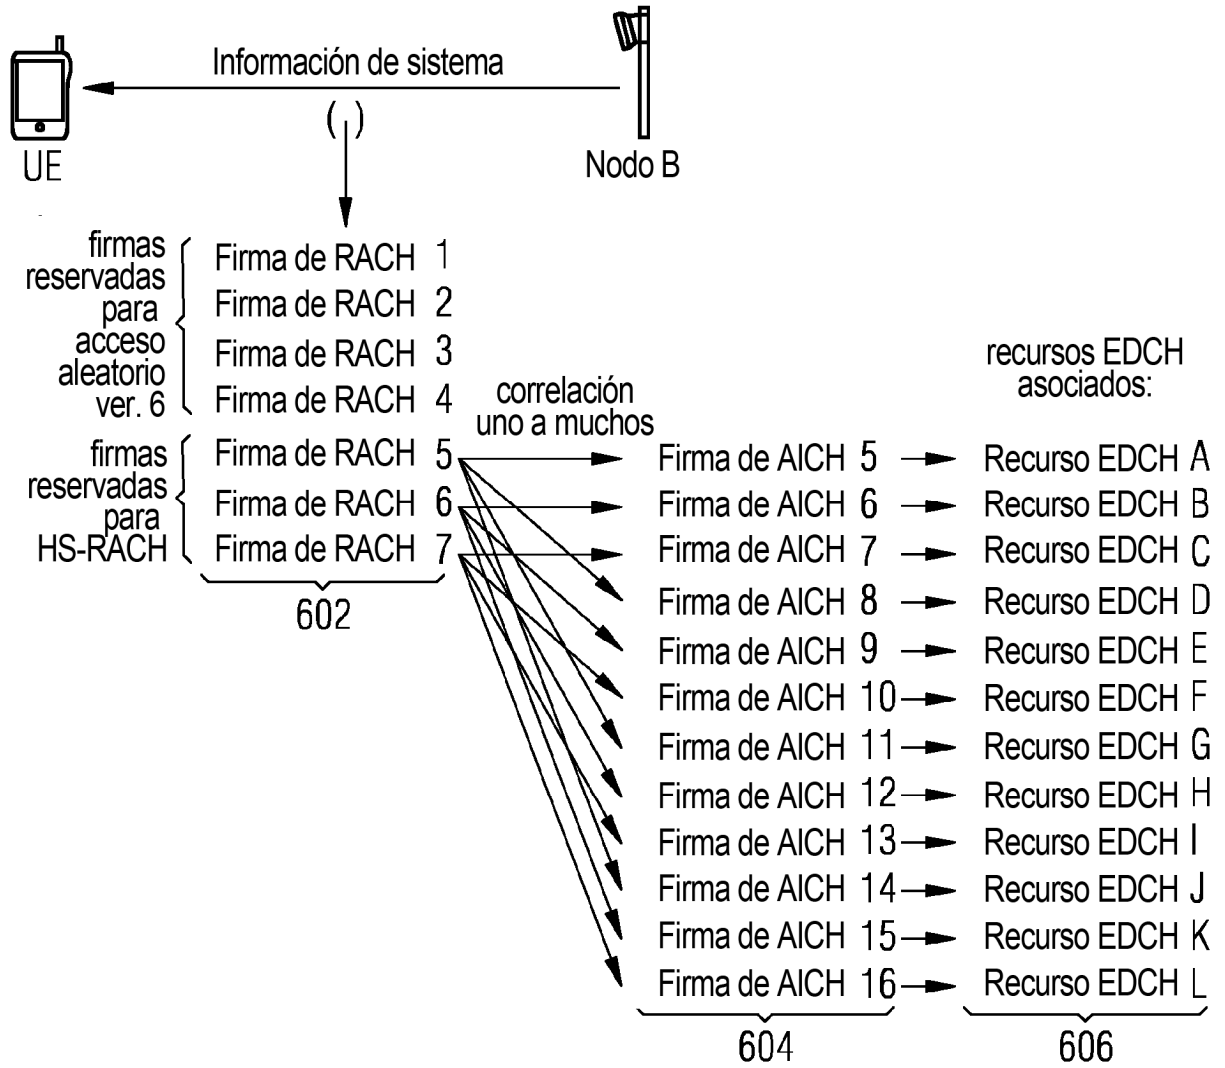 Información de sistema
( )
UE
Nodo B
firmas
reservadas
para
acceso
aleatorio
ver. 6
Firma de RACH 1
Firma de RACH 2
Firma de RACH 3
Firma de RACH 4
firmas
reservadas
para
HS-RACH
Firma de RACH 5
Firma de RACH 6
Firma de RACH 7
602
correlación
uno a muchos
recursos EDCH
asociados:
Firma de AICH 5 Recurso EDCH A
Firma de AICH 6 Recurso EDCH B
Firma de AICH 7 Recurso EDCH C
Firma de AICH 8 Recurso EDCH D
Firma de AICH 9 Recurso EDCH E
Firma de AICH 10 Recurso EDCH F
Firma de AICH 11 Recurso EDCH G
Firma de AICH 12 Recurso EDCH H
Firma de AICH 13 Recurso EDCH I
Firma de AICH 14 Recurso EDCH J
Firma de AICH 15 Recurso EDCH K
Firma de AICH 16 Recurso EDCH L
604
606